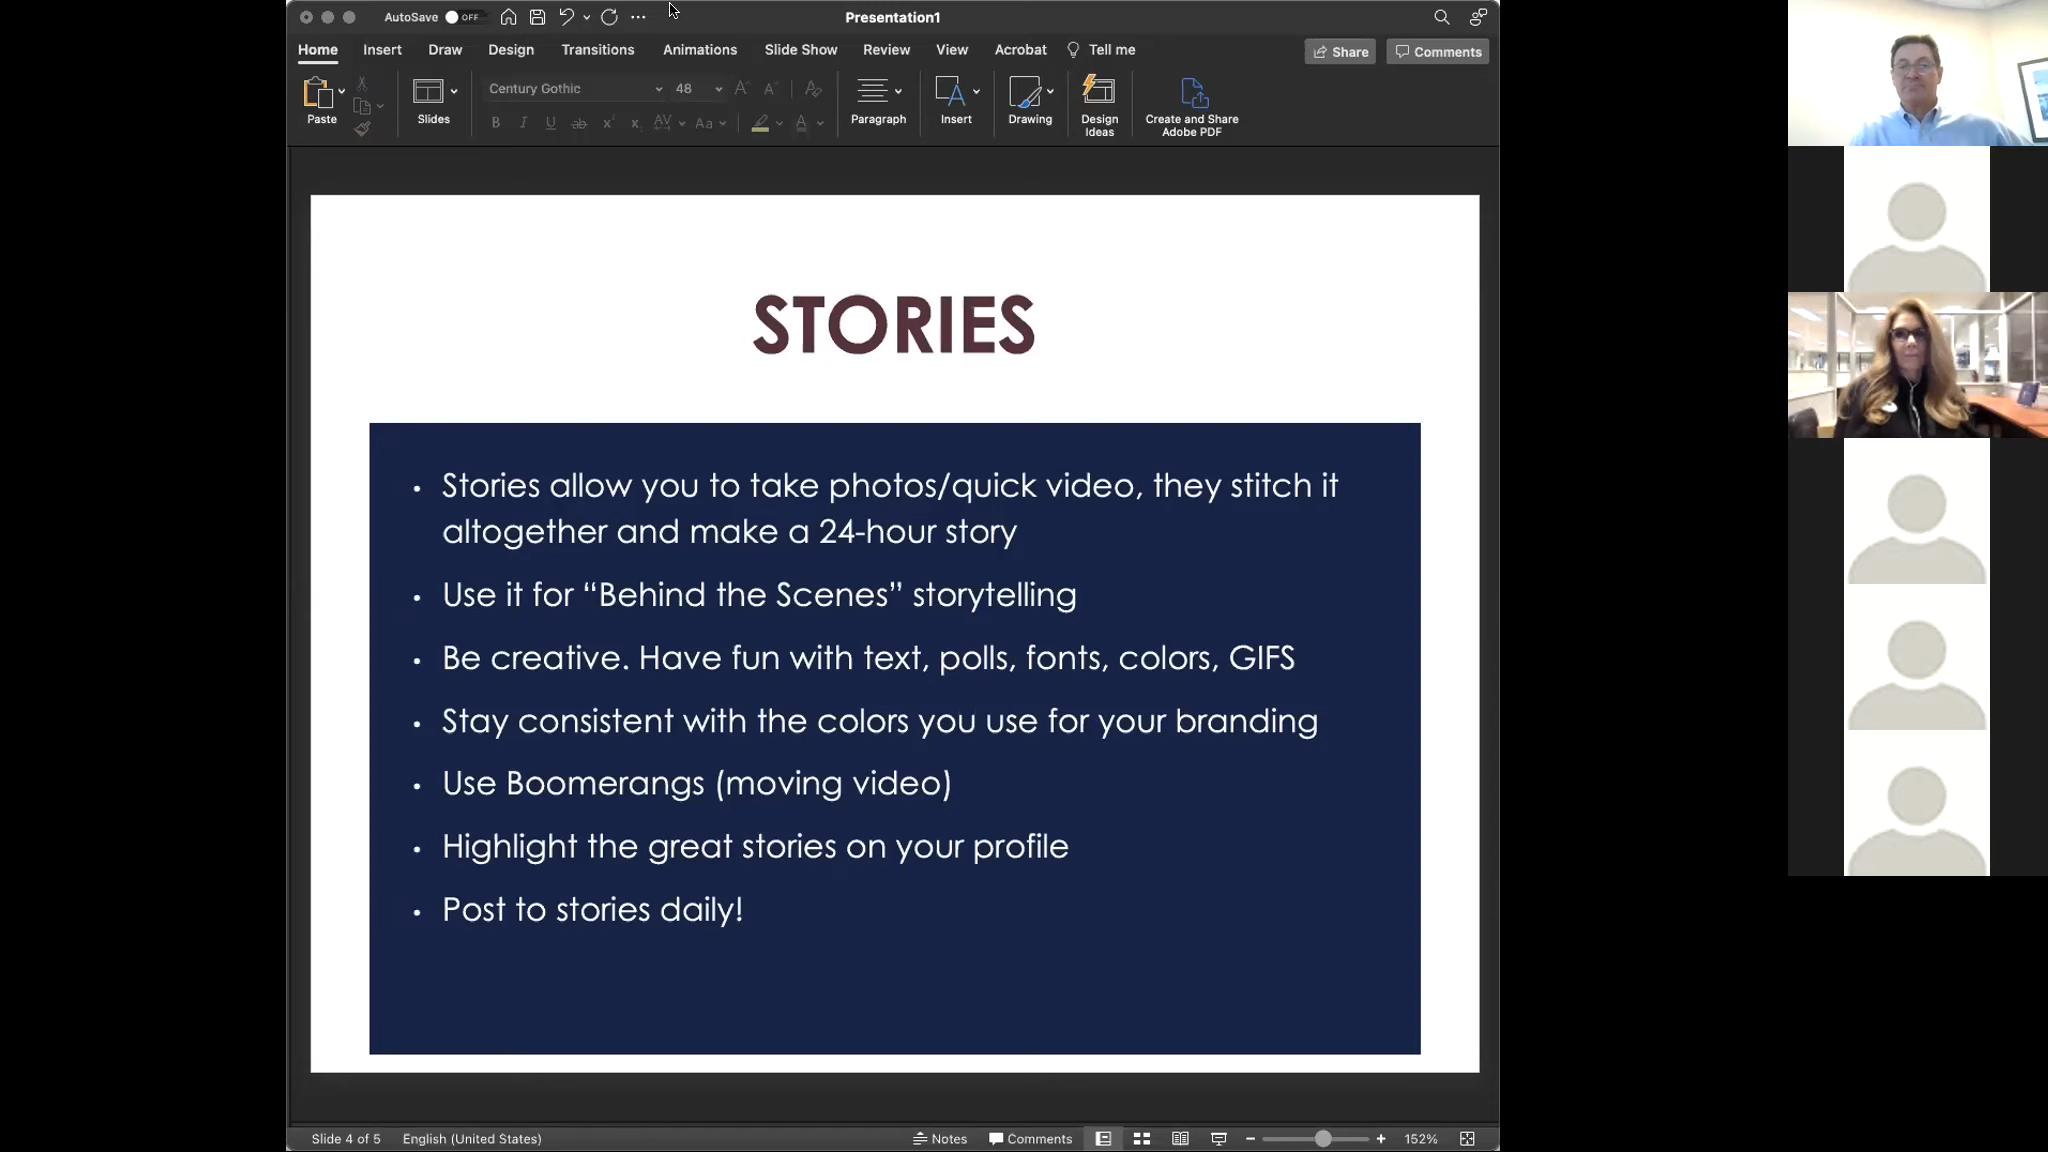 AutoSave OFF
Presentation1
Home Insert Draw Design Transitions Animations Slide Show Review View Acrobat Tell me
Share Comments
Century Gothic 48
Paste Slides Paragraph Insert Drawing Design Ideas Create and Share Adobe PDF
B I U ab x x AV Aa A
STORIES
• Stories allow you to take photos/quick video, they stitch it
altogether and make a 24-hour story
• Use it for “Behind the Scenes” storytelling
• Be creative. Have fun with text, polls, fonts, colors, GIFS
• Stay consistent with the colors you use for your branding
• Use Boomerangs (moving video)
• Highlight the great stories on your profile
• Post to stories daily!
Slide 4 of 5 English (United States) Notes Comments 152%